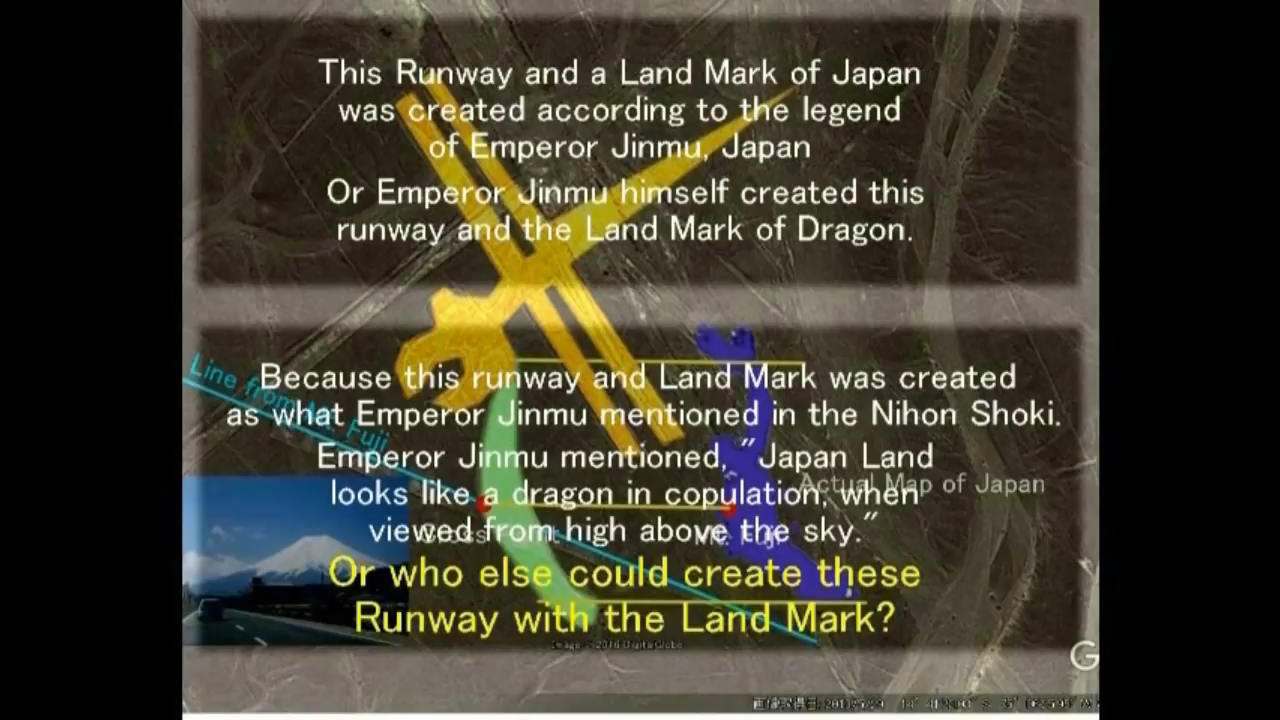 This Runway and a Land Mark of Japan
was created according to the legend
of Emperor Jinmu, Japan
Or Emperor Jinmu himself created this
runway and the Land Mark of Dragon.
Line from Mt. Fuji
Because this runway and Land Mark was created
as what Emperor Jinmu mentioned in the Nihon Shoki.
Emperor Jinmu mentioned, "Japan Land
looks like a dragon in copulation, when
viewed from high above the sky."
Actual Map of Japan
Mt. Fuji
Or who else could create these
Runway with the Land Mark?
Image © 2016 DigitalGlobe
G